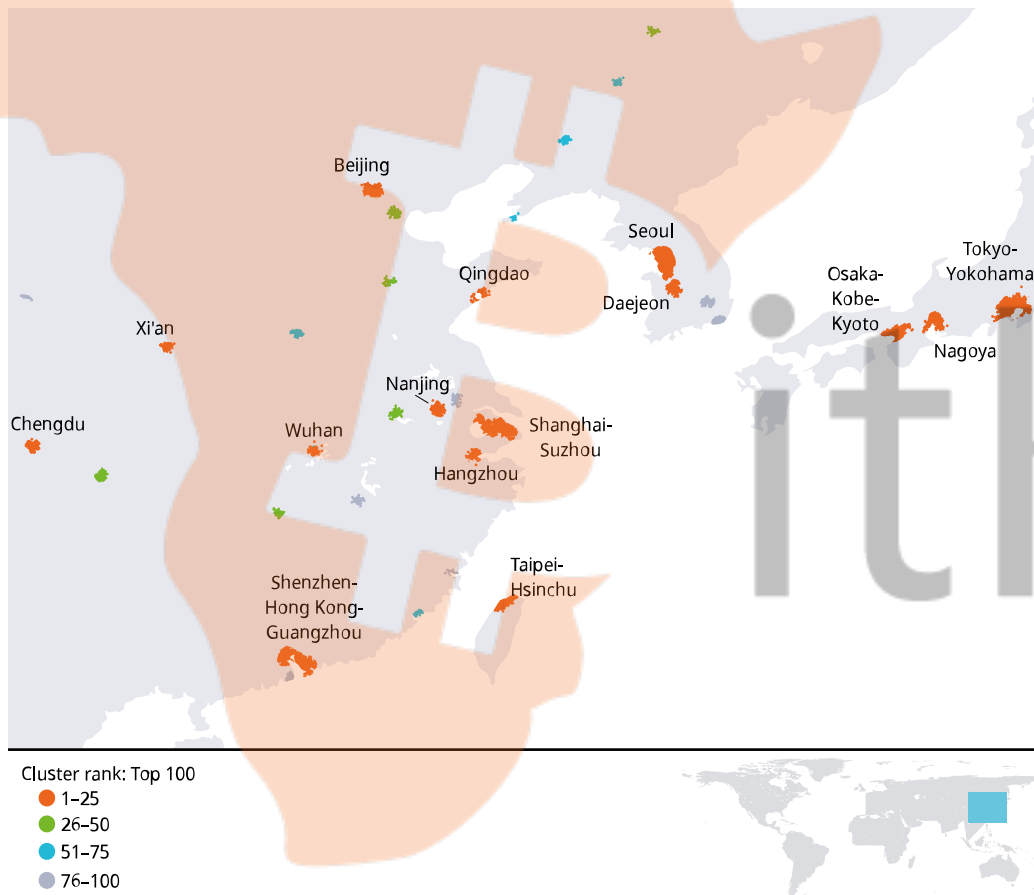 Beijing
Seoul
Tokyo-
Yokohama
Qingdao
Osaka-
Kobe-
Kyoto
Daejeon
Xi'an
Nagoya
Nanjing
Chengdu
Wuhan
Shanghai-
Suzhou
Hangzhou
Taipei-
Hsinchu
Shenzhen-
Hong Kong-
Guangzhou
Cluster rank: Top 100
1–25
26–50
51–75
76–100